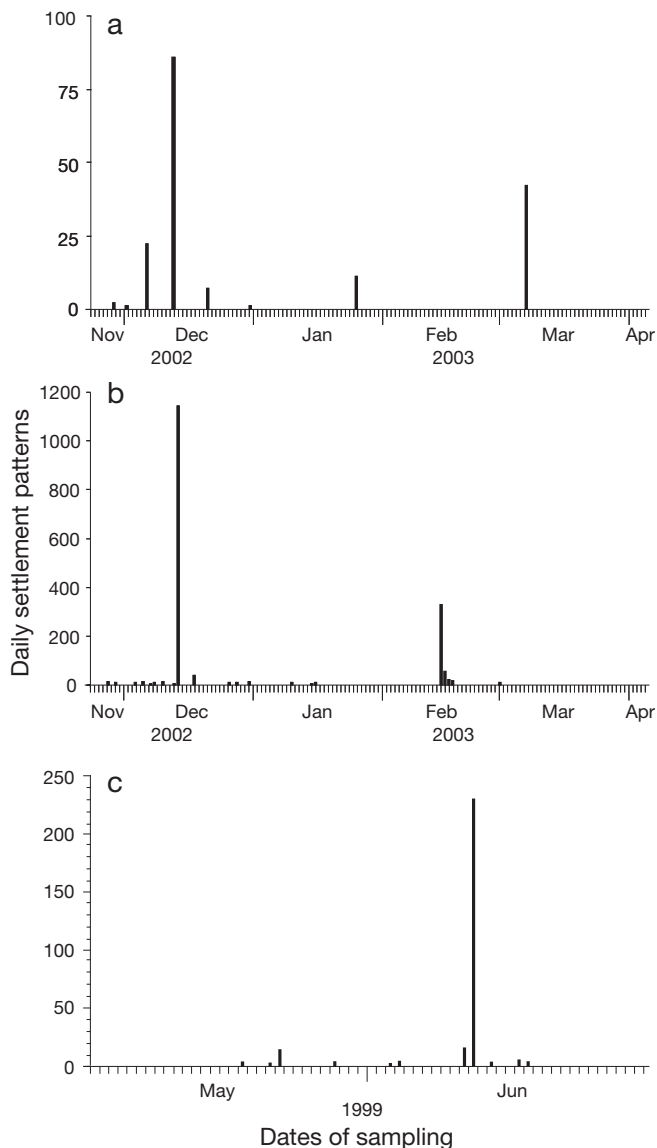 a
100
75
50
25
0
Nov Dec Jan Feb Mar Apr
2002 2003
b
1200
1000
800
600
400
200
0
Nov Dec Jan Feb Mar Apr
2002 2003
Daily settlement patterns
c
250
200
150
100
50
0
May Jun
1999
Dates of sampling